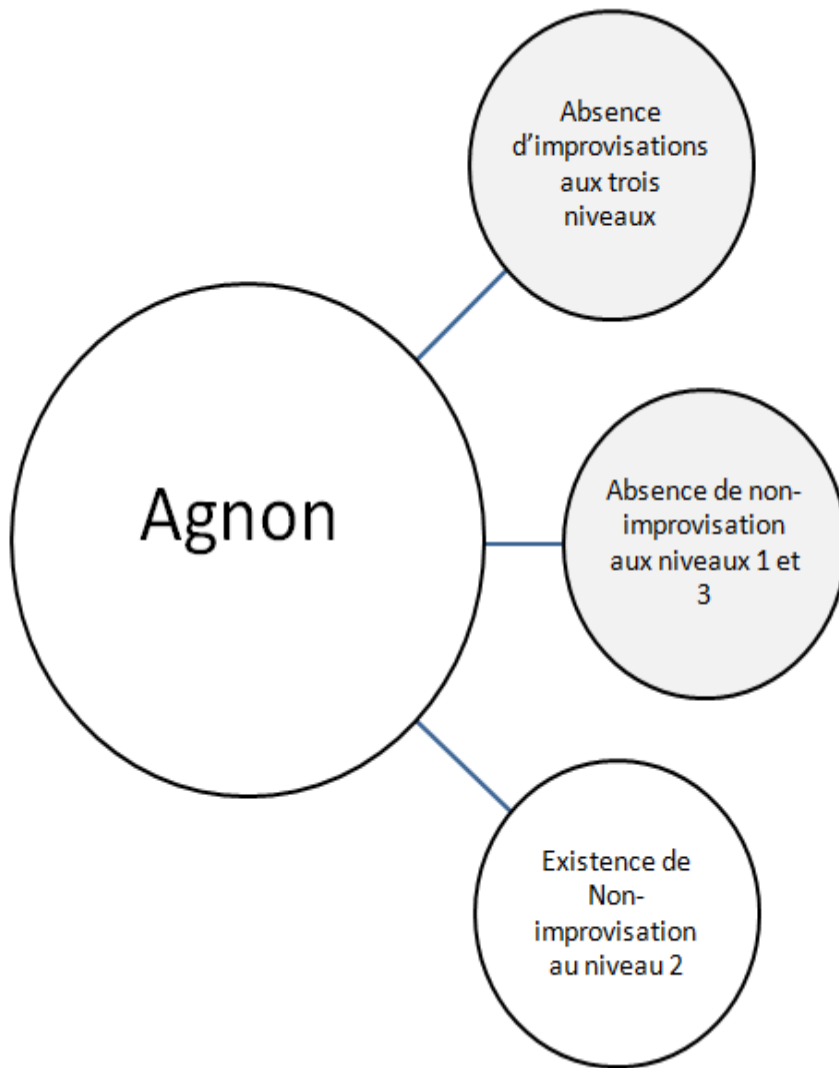 Absence
d’improvisations
aux trois
niveaux
Agnon
Absence de non-
improvisation
aux niveaux 1 et
3
Existence de
Non-
improvisation
au niveau 2